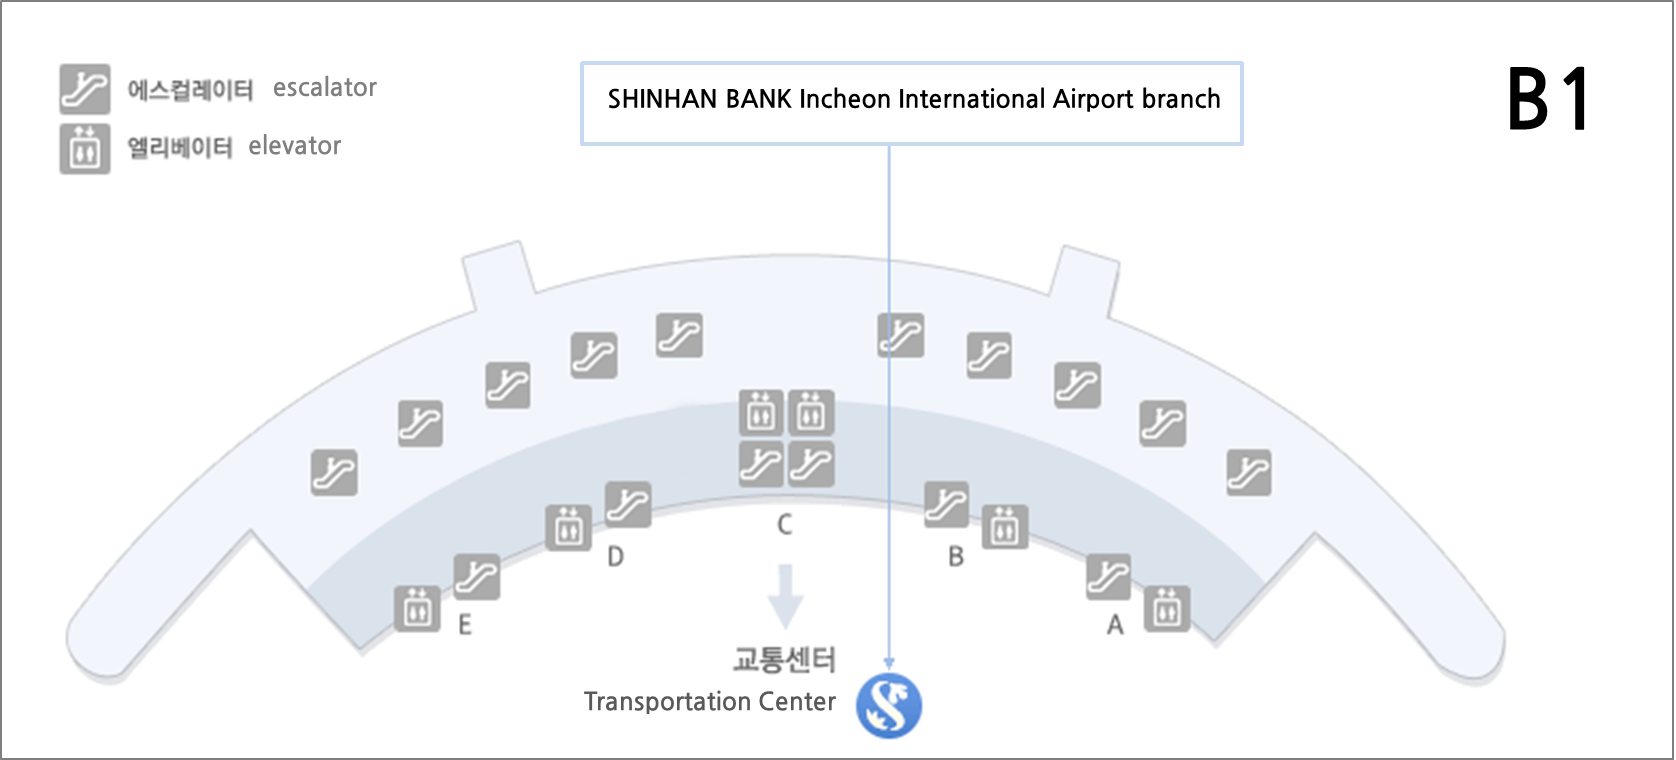 에스컬레이터 escalator
엘리베이터 elevator
SHINHAN BANK Incheon International Airport branch
B1
C
D
B
E
A
교통센터
Transportation Center